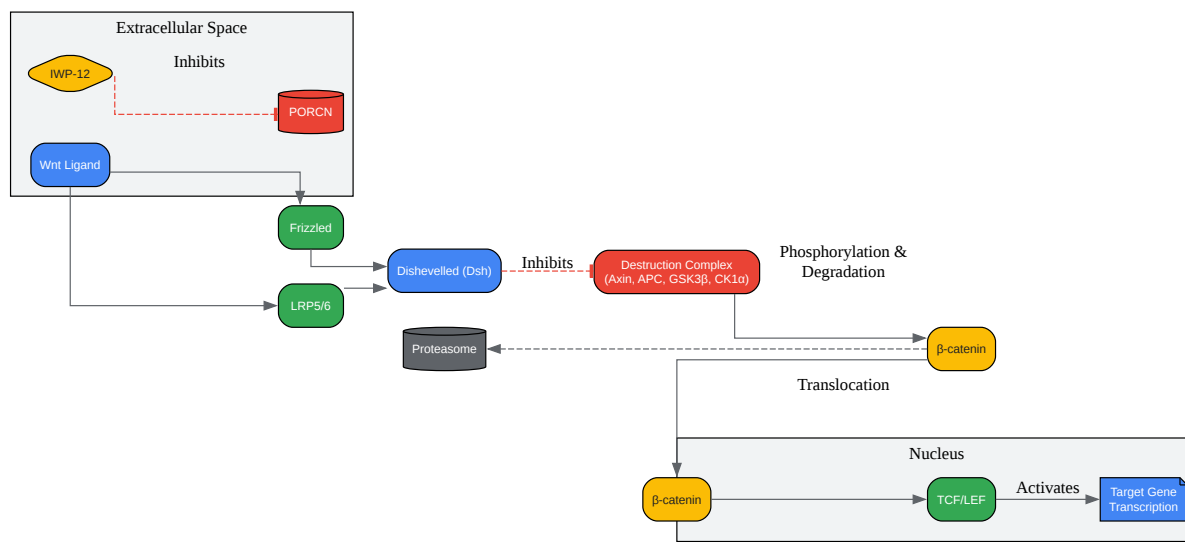 Extracellular Space
Inhibits
IWP-12
PORCN
Wnt Ligand
Frizzled
Dishevelled (Dsh)
Inhibits
Destruction Complex
(Axin, APC, GSK3β, CK1α)
Phosphorylation &
Degradation
LRP5/6
Proteasome
β-catenin
Translocation
Nucleus
β-catenin
TCF/LEF
Activates
Target Gene
Transcription